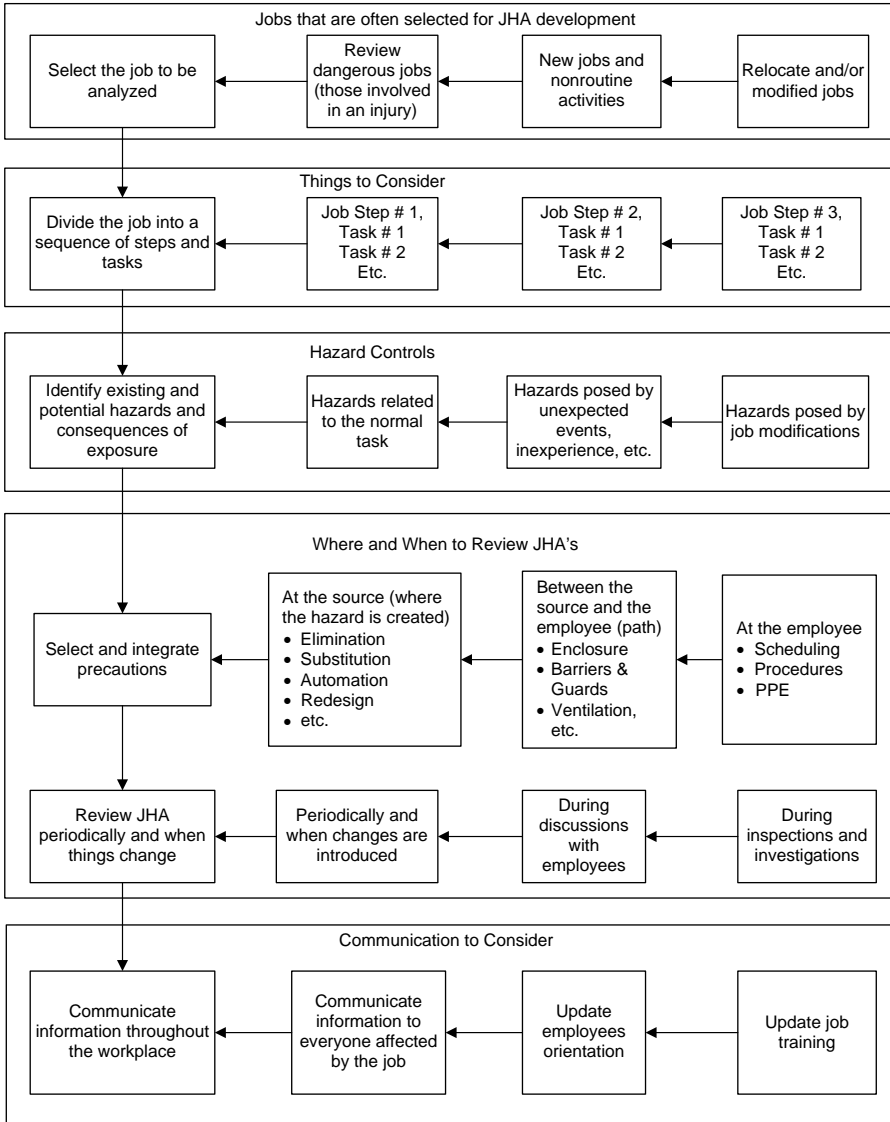 Jobs that are often selected for JHA development
Select the job to be
analyzed
Review
dangerous jobs
(those involved
in an injury)
New jobs and
nonroutine
activities
Relocate and/or
modified jobs
Things to Consider
Divide the job into a
sequence of steps and
tasks
Job Step # 1,
Task # 1
Task # 2
Etc.
Job Step # 2,
Task # 1
Task # 2
Etc.
Job Step # 3,
Task # 1
Task # 2
Etc.
Hazard Controls
Identify existing and
potential hazards and
consequences of
exposure
Hazards related
to the normal
task
Hazards posed by
unexpected
events,
inexperience, etc.
Hazards posed by
job modifications
Where and When to Review JHA's
Select and integrate
precautions
At the source (where
the hazard is created)
• Elimination
• Substitution
• Automation
• Redesign
• etc.
Between the
source and the
employee (path)
• Enclosure
• Barriers &
Guards
• Ventilation,
etc.
At the employee
• Scheduling
• Procedures
• PPE
Review JHA
periodically and when
things change
Periodically and
when changes are
introduced
During
discussions
with
employees
During
inspections and
investigations
Communication to Consider
Communicate
information throughout
the workplace
Communicate
information to
everyone affected
by the job
Update
employees
orientation
Update job
training